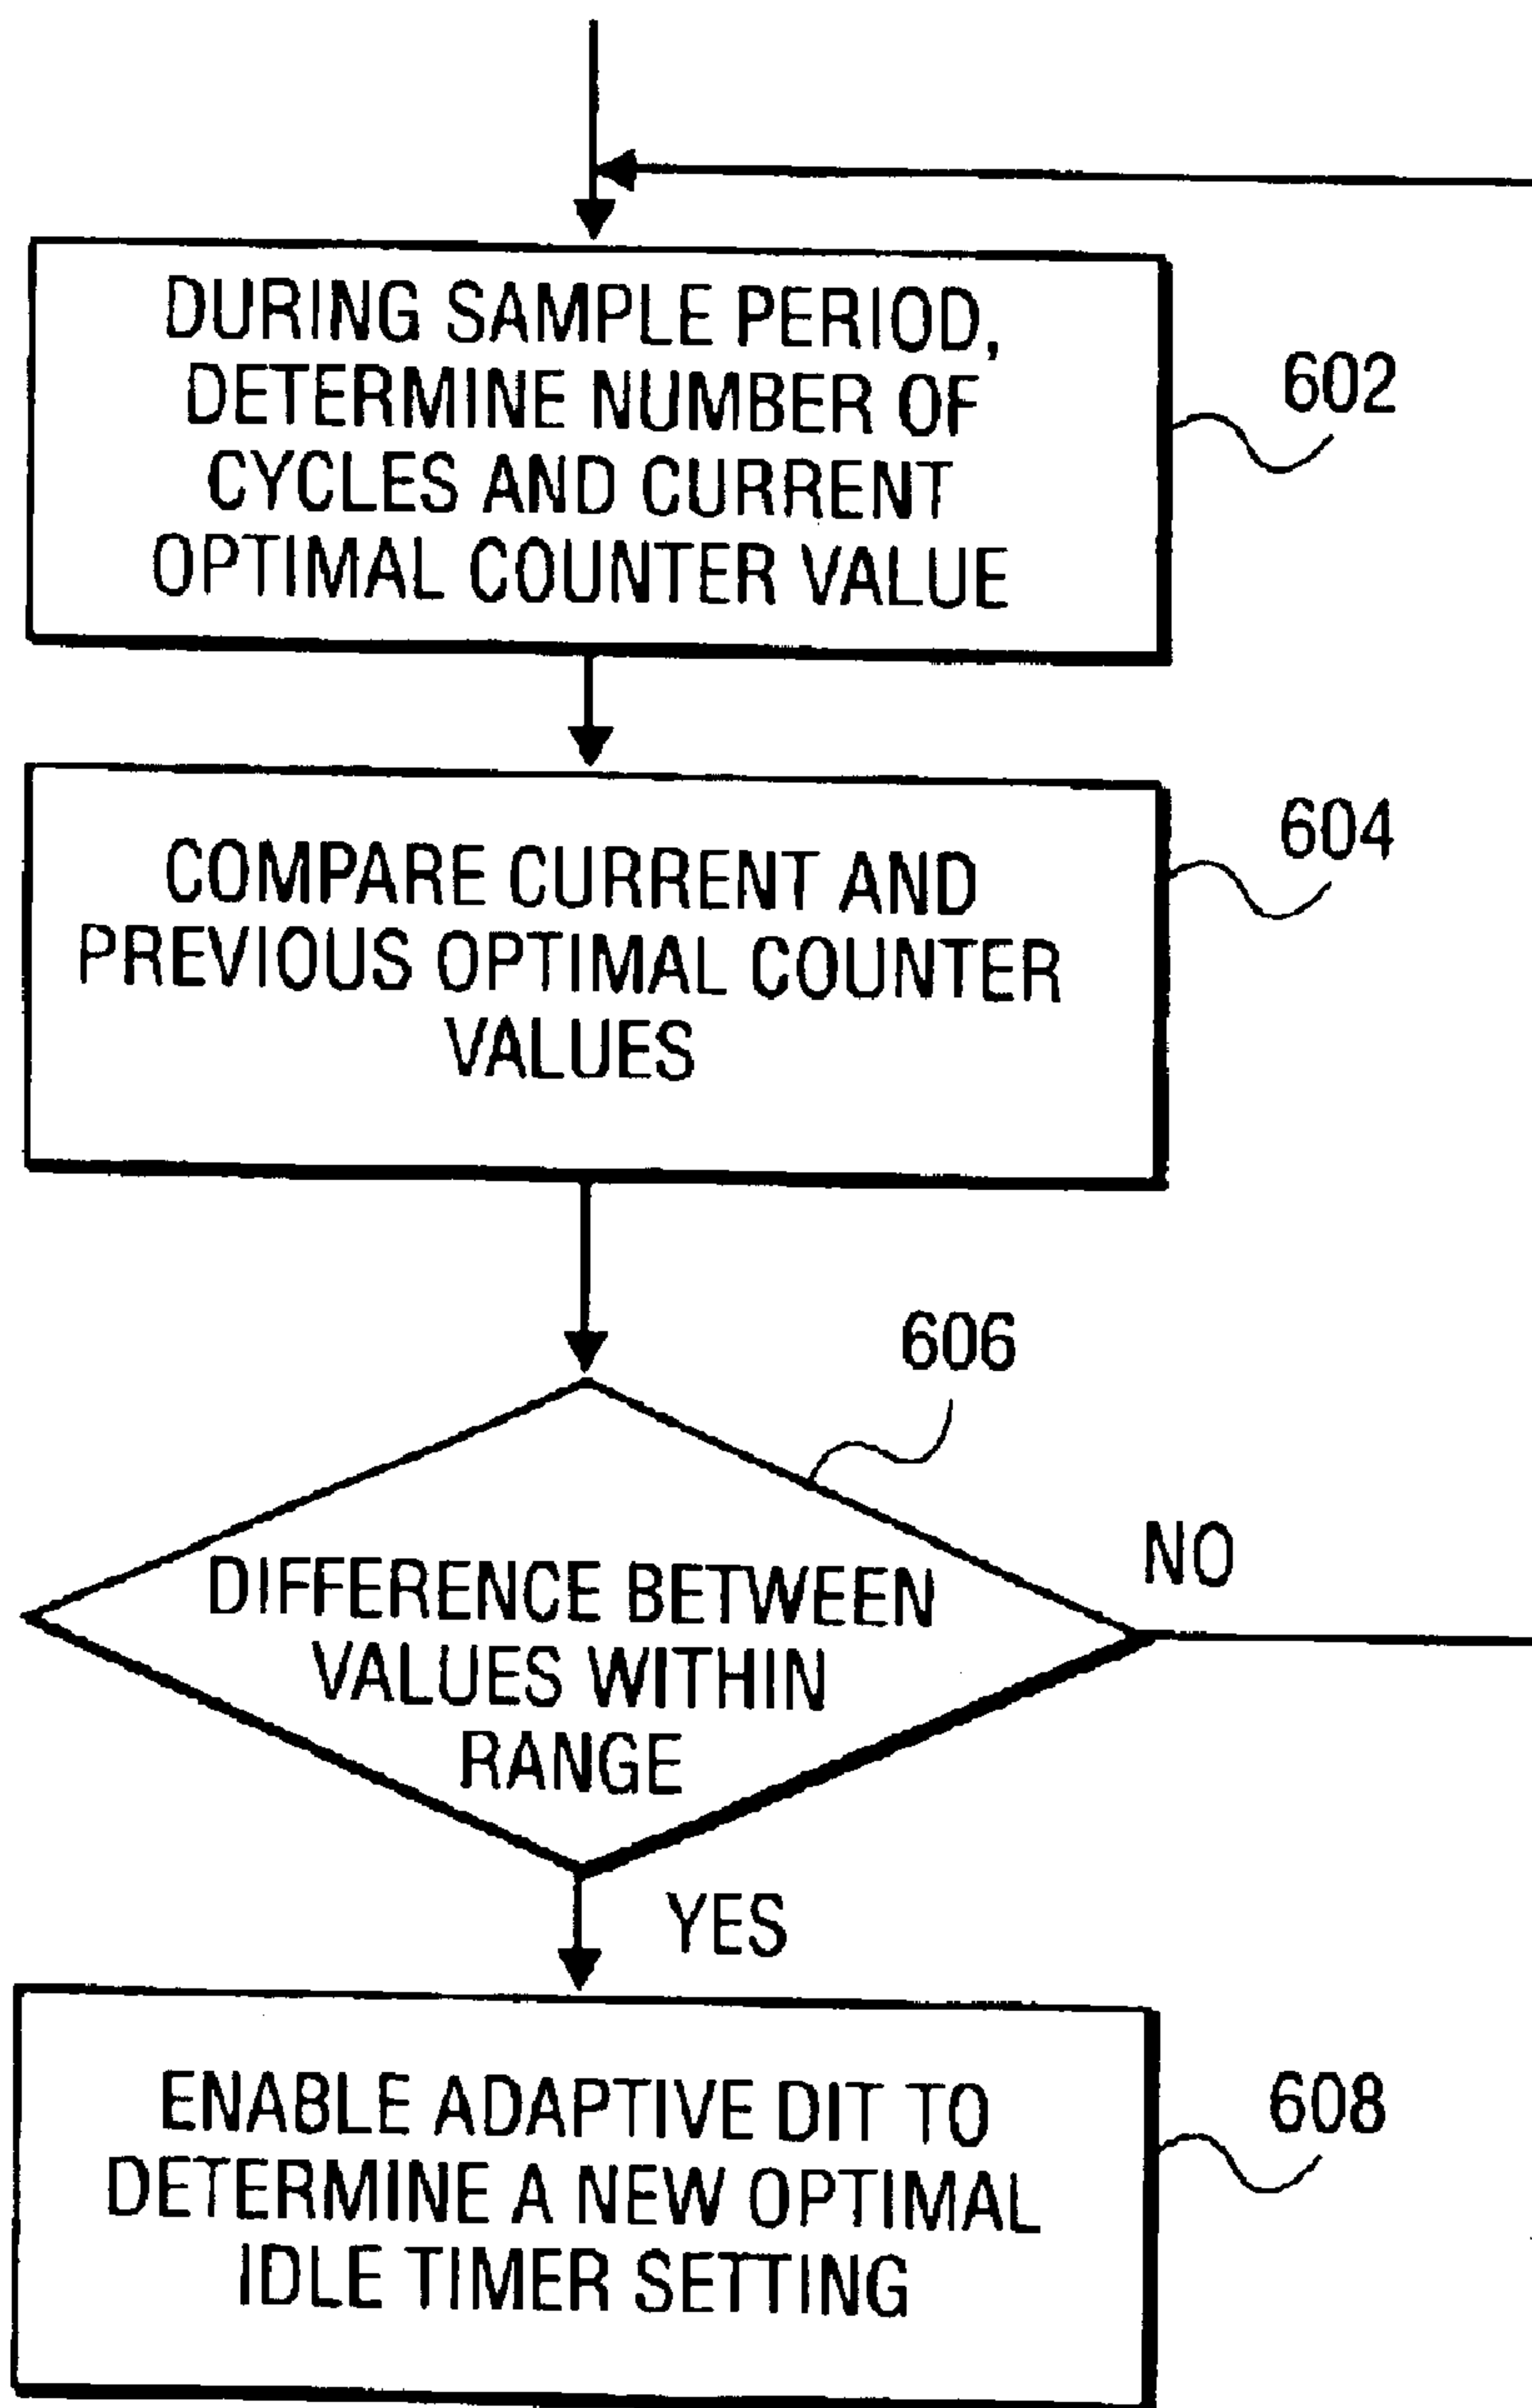 DURING SAMPLE PERIOD,
DETERMINE NUMBER OF
CYCLES AND CURRENT
OPTIMAL COUNTER VALUE
602
COMPARE CURRENT AND
PREVIOUS OPTIMAL COUNTER
VALUES
604
606
DIFFERENCE BETWEEN
VALUES WITHIN
RANGE
NO
YES
ENABLE ADAPTIVE DIT TO
DETERMINE A NEW OPTIMAL
IDLE TIMER SETTING
608